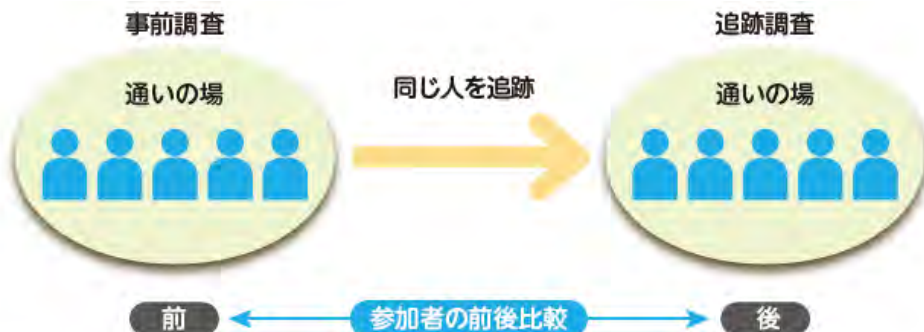 事前調査
追跡調査
通いの場
同じ人を追跡
通いの場
前
参加者の前後比較
後